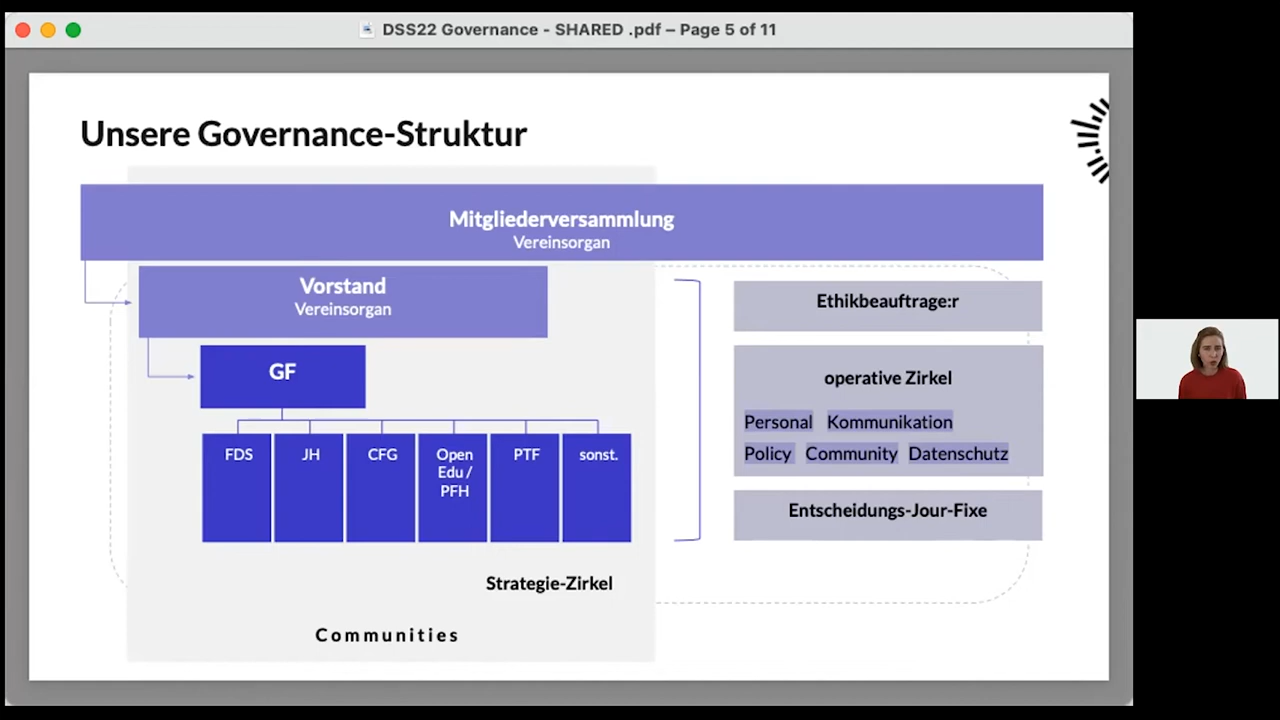 DSS22 Governance - SHARED .pdf – Page 5 of 11
Unsere Governance-Struktur
Mitgliederversammlung
Vereinsorgan
Vorstand
Vereinsorgan
GF
FDS
JH
CFG
Open
Edu /
PFH
PTF
sonst.
Strategie-Zirkel
Communities
Ethikbeauftrage:r
operative Zirkel
Personal Kommunikation
Policy Community Datenschutz
Entscheidungs-Jour-Fixe